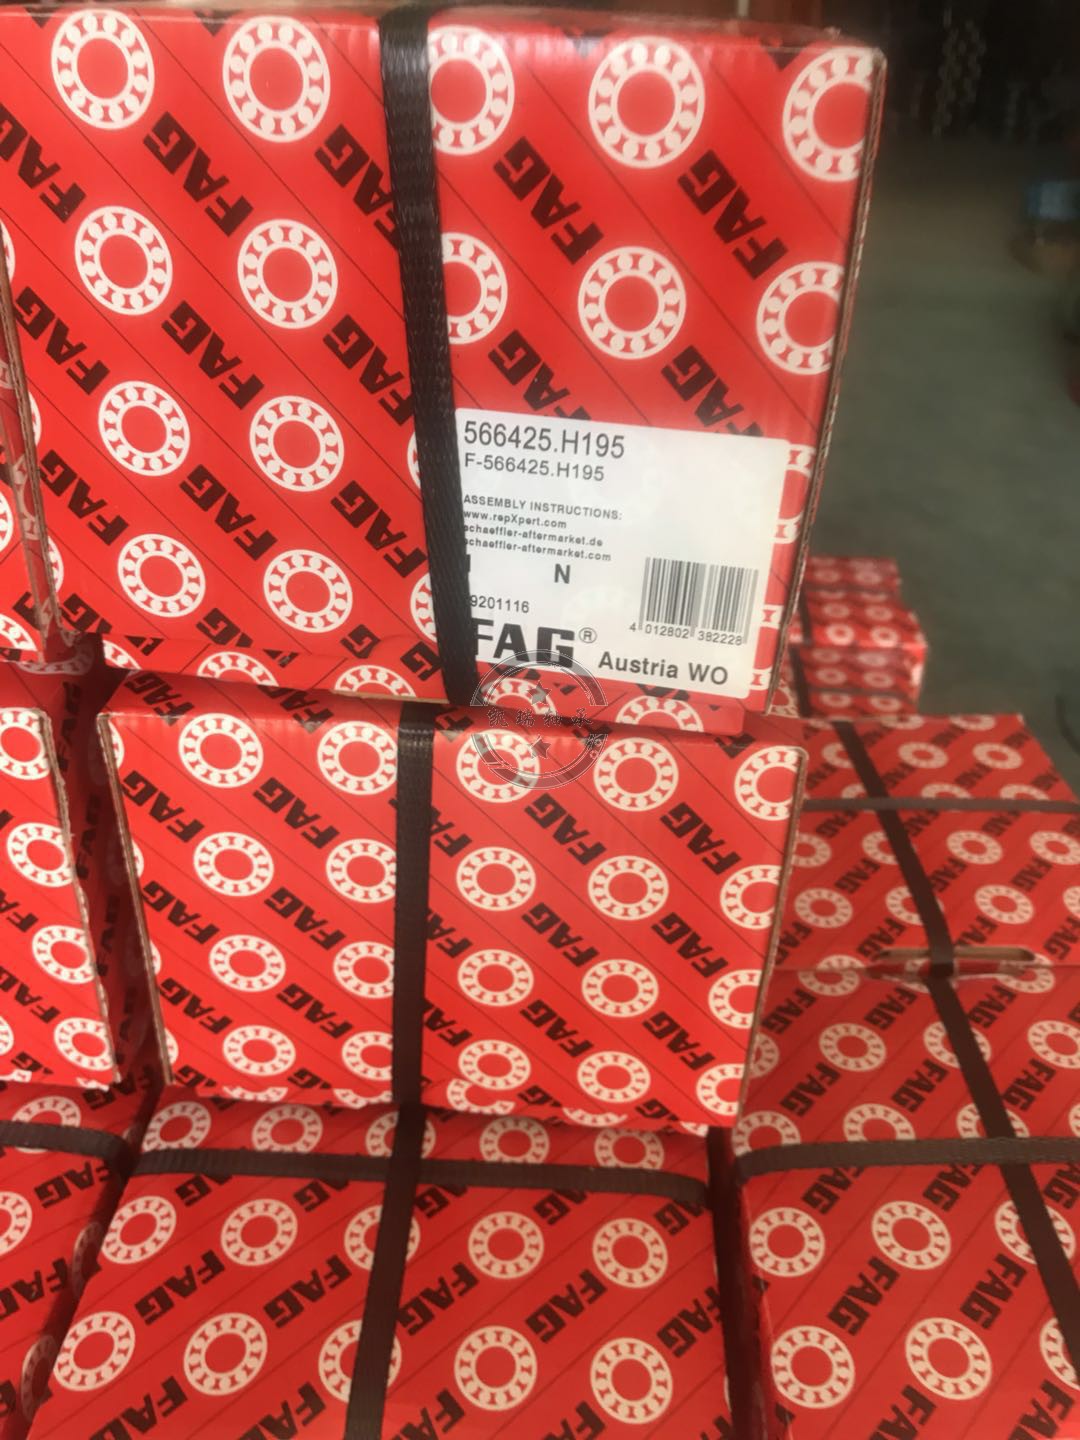 566425.H195
F-566425.H195
ASSEMBLY INSTRUCTIONS:
www.repXpert.com
schaeffler-aftermarket.de
schaeffler-aftermarket.com
N
9201116
4 012802 382228
FAG®
Austria WO
FAG